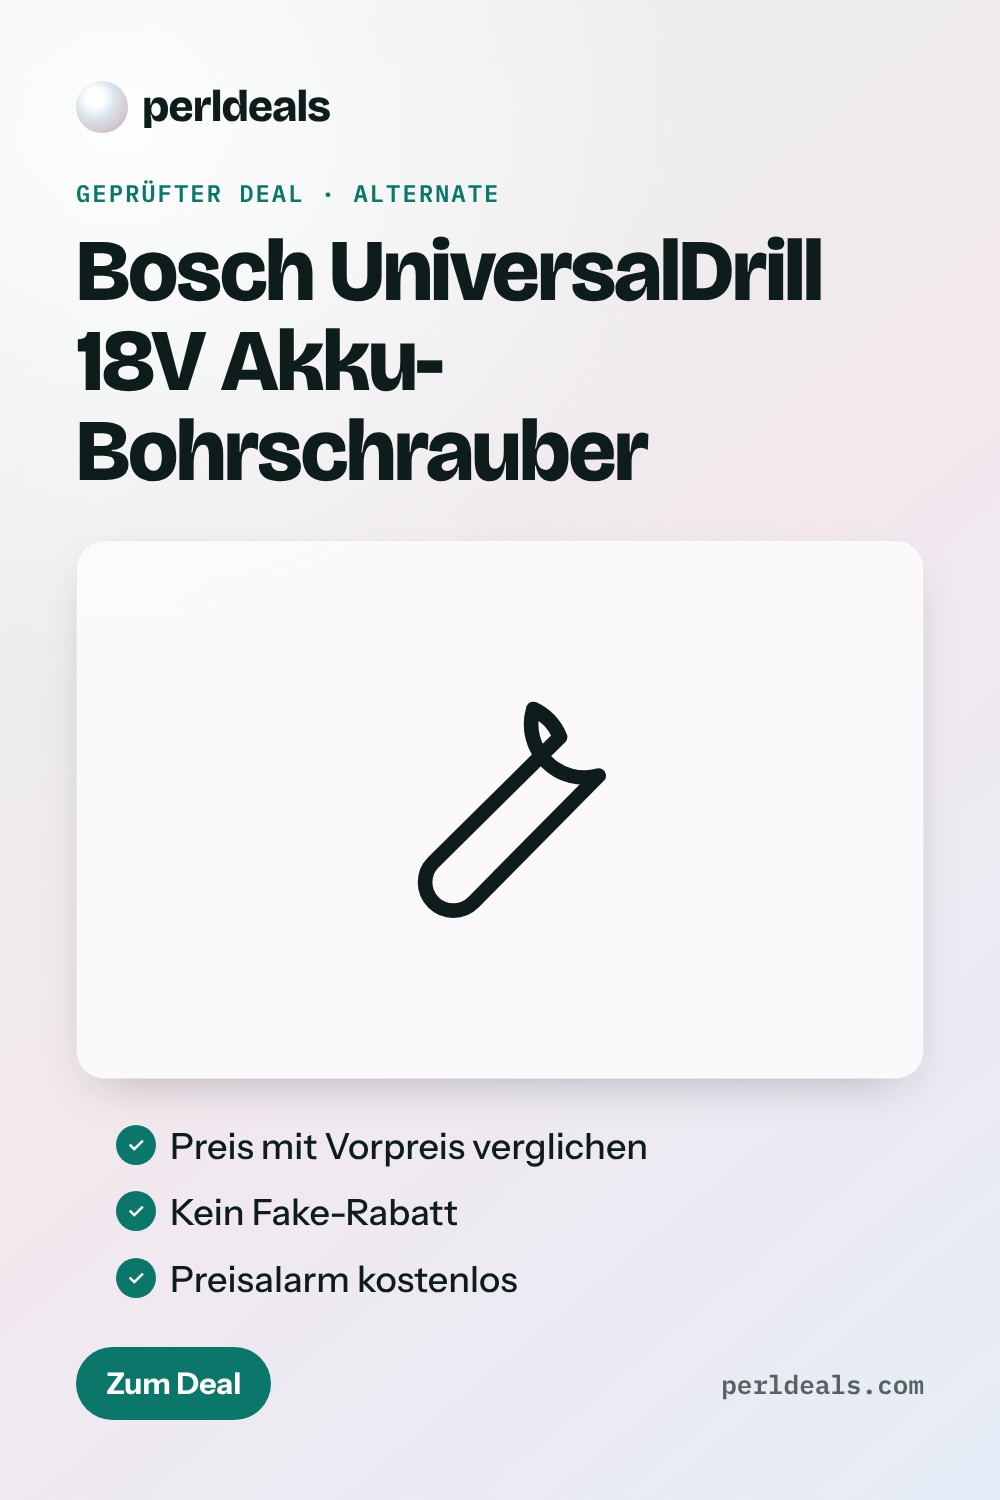 perldeals
GEPRÜFTER DEAL · ALTERNATE
Bosch UniversalDrill
18V Akku-
Bohrschrauber
Preis mit Vorpreis verglichen
Kein Fake-Rabatt
Preisalarm kostenlos
Zum Deal
perldeals.com